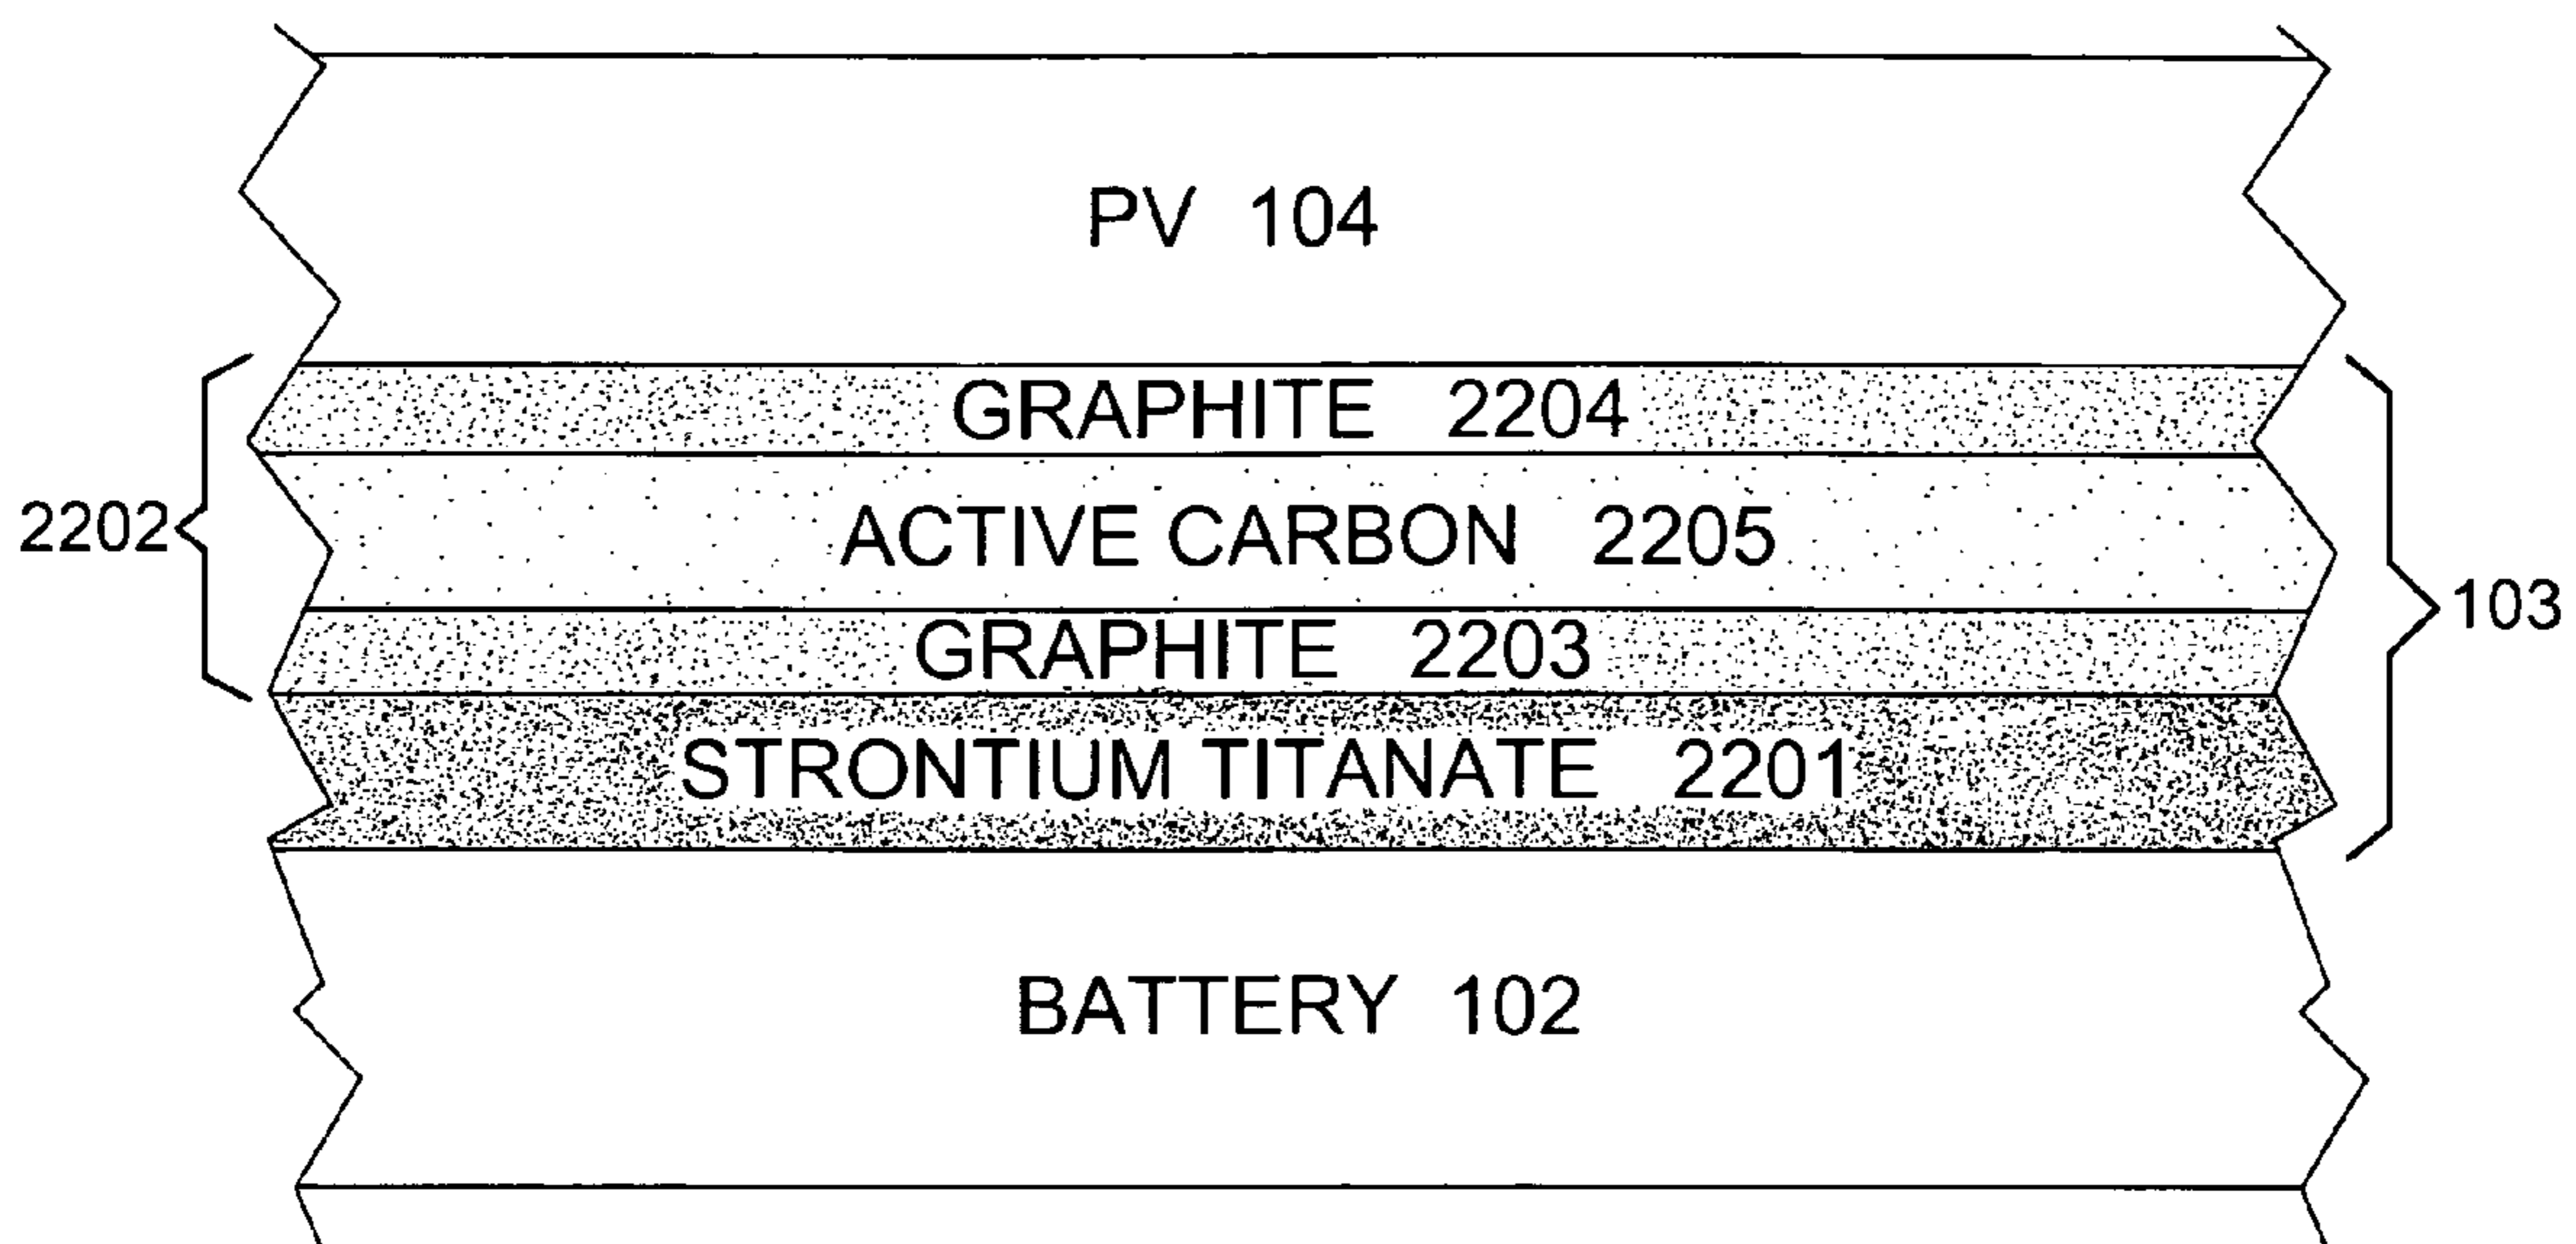 PV 104
GRAPHITE 2204
ACTIVE CARBON 2205
2202
103
GRAPHITE 2203
STRONTIUM TITANATE 2201
BATTERY 102